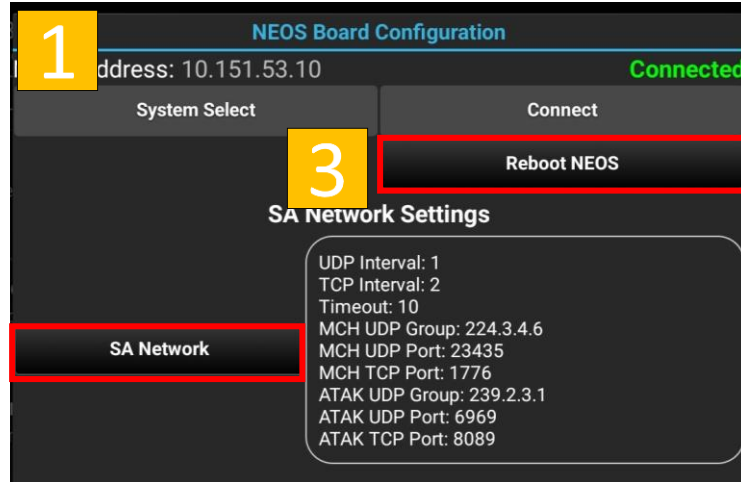 1
NEOS Board Configuration
ddress: 10.151.53.10 Connected
System Select Connect
3
Reboot NEOS
SA Network Settings
UDP Interval: 1
TCP Interval: 2
Timeout: 10
MCH UDP Group: 224.3.4.6
SA Network
MCH UDP Port: 23435
MCH TCP Port: 1776
ATAK UDP Group: 239.2.3.1
ATAK UDP Port: 6969
ATAK TCP Port: 8089